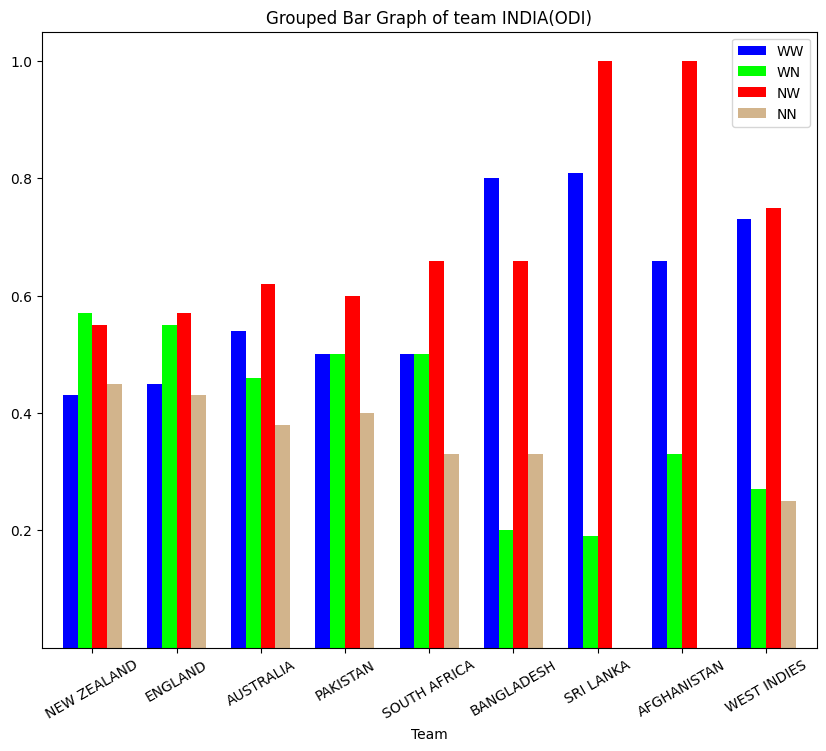 Grouped Bar Graph of team INDIA(ODI)
WW
WN
NW
NN
1.0
0.8
0.6
0.4
0.2
NEW ZEALAND
ENGLAND
AUSTRALIA
PAKISTAN
SOUTH AFRICA
BANGLADESH
SRI LANKA
AFGHANISTAN
WEST INDIES
Team